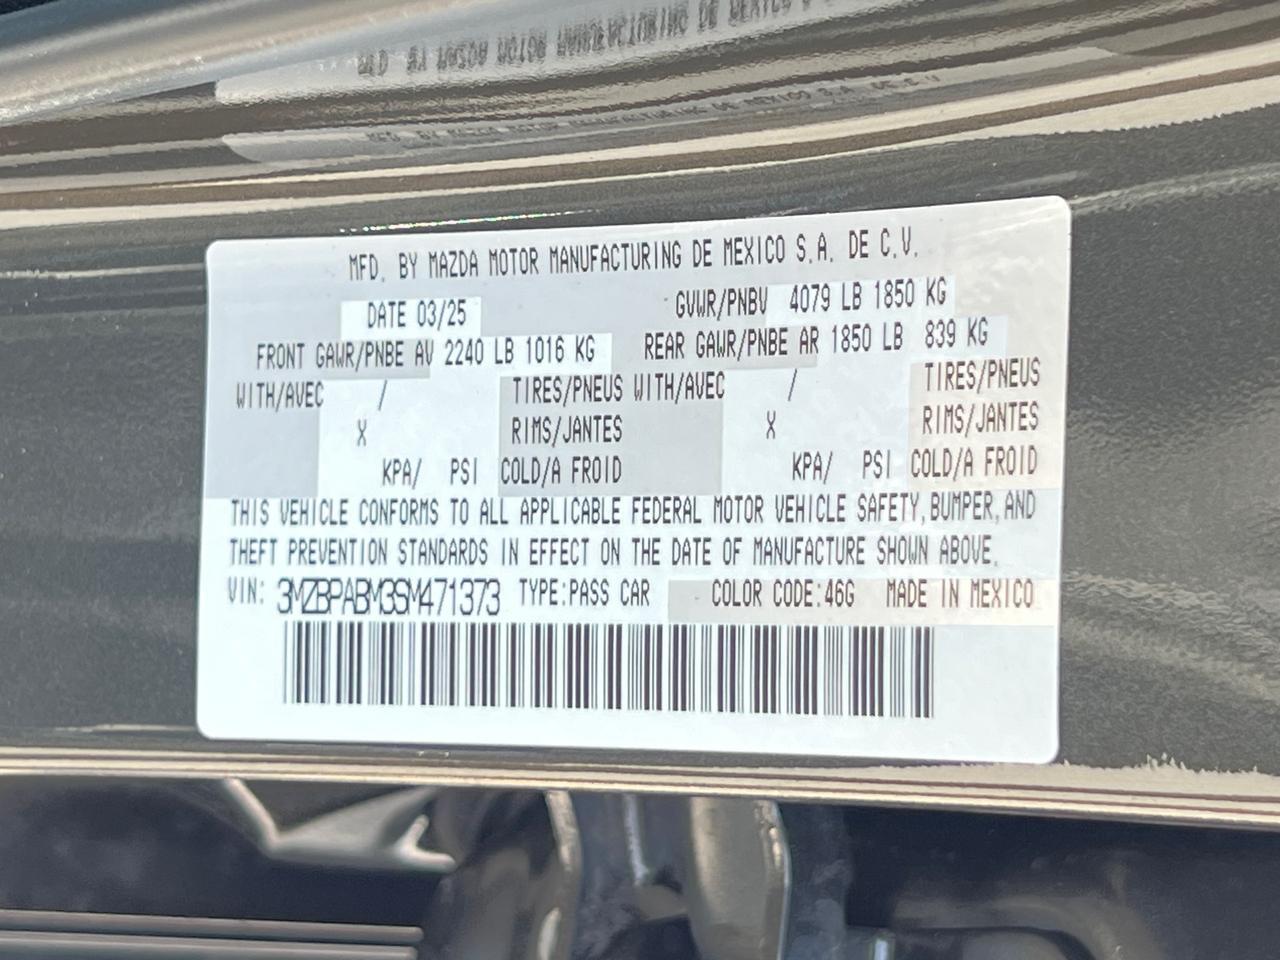 MFD. BY MAZDA MOTOR MANUFACTURING DE MEXICO S.A. DE C.V.
DATE 03/25 GVWR/PNBV 4079 LB 1850 KG
FRONT GAWR/PNBE AV 2240 LB 1016 KG REAR GAWR/PNBE AR 1850 LB 839 KG
WITH/AVEC / TIRES/PNEUS WITH/AVEC / TIRES/PNEUS
X RIMS/JANTES X RIMS/JANTES
KPA/ PSI COLD/A FROID KPA/ PSI COLD/A FROID
THIS VEHICLE CONFORMS TO ALL APPLICABLE FEDERAL MOTOR VEHICLE SAFETY, BUMPER, AND
THEFT PREVENTION STANDARDS IN EFFECT ON THE DATE OF MANUFACTURE SHOWN ABOVE.
VIN: 3MZBPABM3SM471373 TYPE:PASS CAR COLOR CODE:46G MADE IN MEXICO